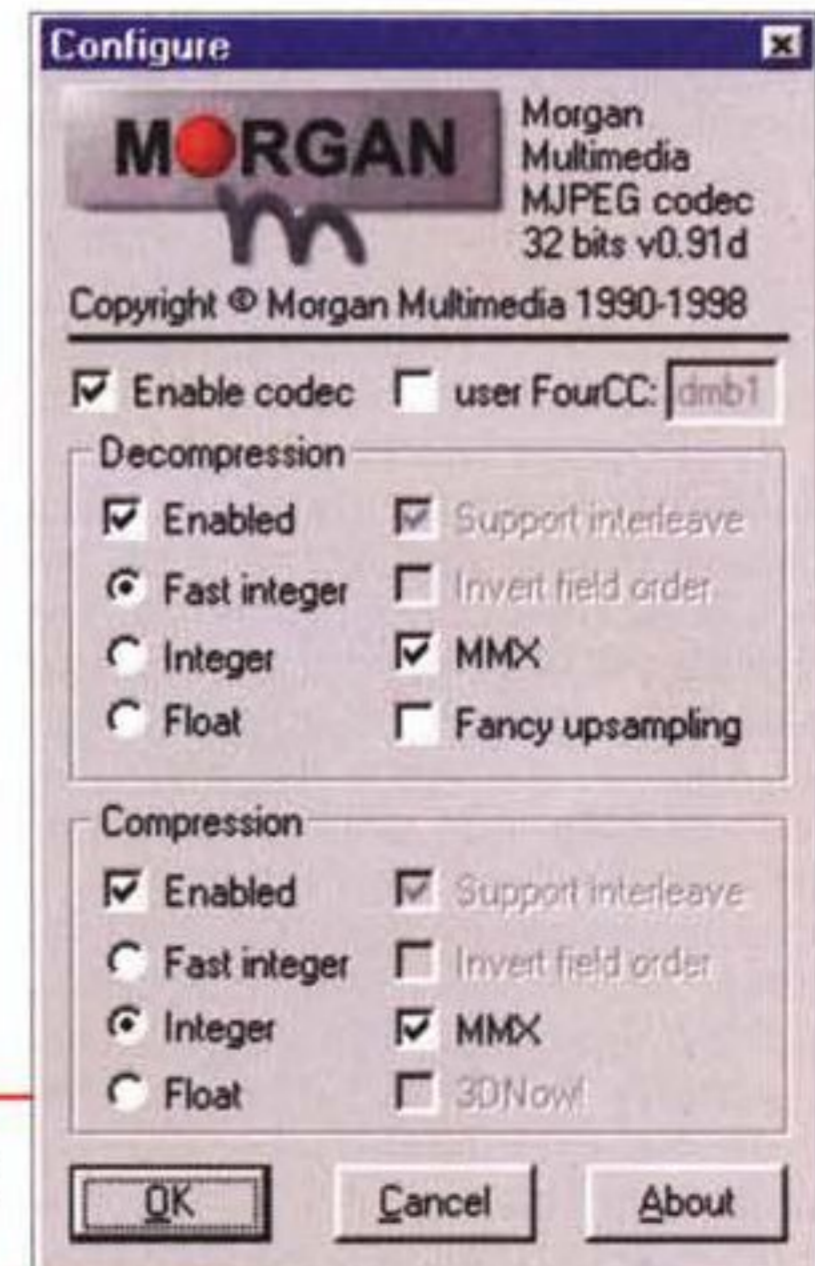 Configure
MORGAN
m
Morgan
Multimedia
MJPEG codec
32 bits v0.91d
Copyright © Morgan Multimedia 1990-1998
Enable codec user FourCC: dmb1
Decompression
Enabled Support interleave
Fast integer Invert field order
Integer MMX
Float Fancy upsampling
Compression
Enabled Support interleave
Fast integer Invert field order
Integer MMX
Float 3DNow!
OK Cancel About